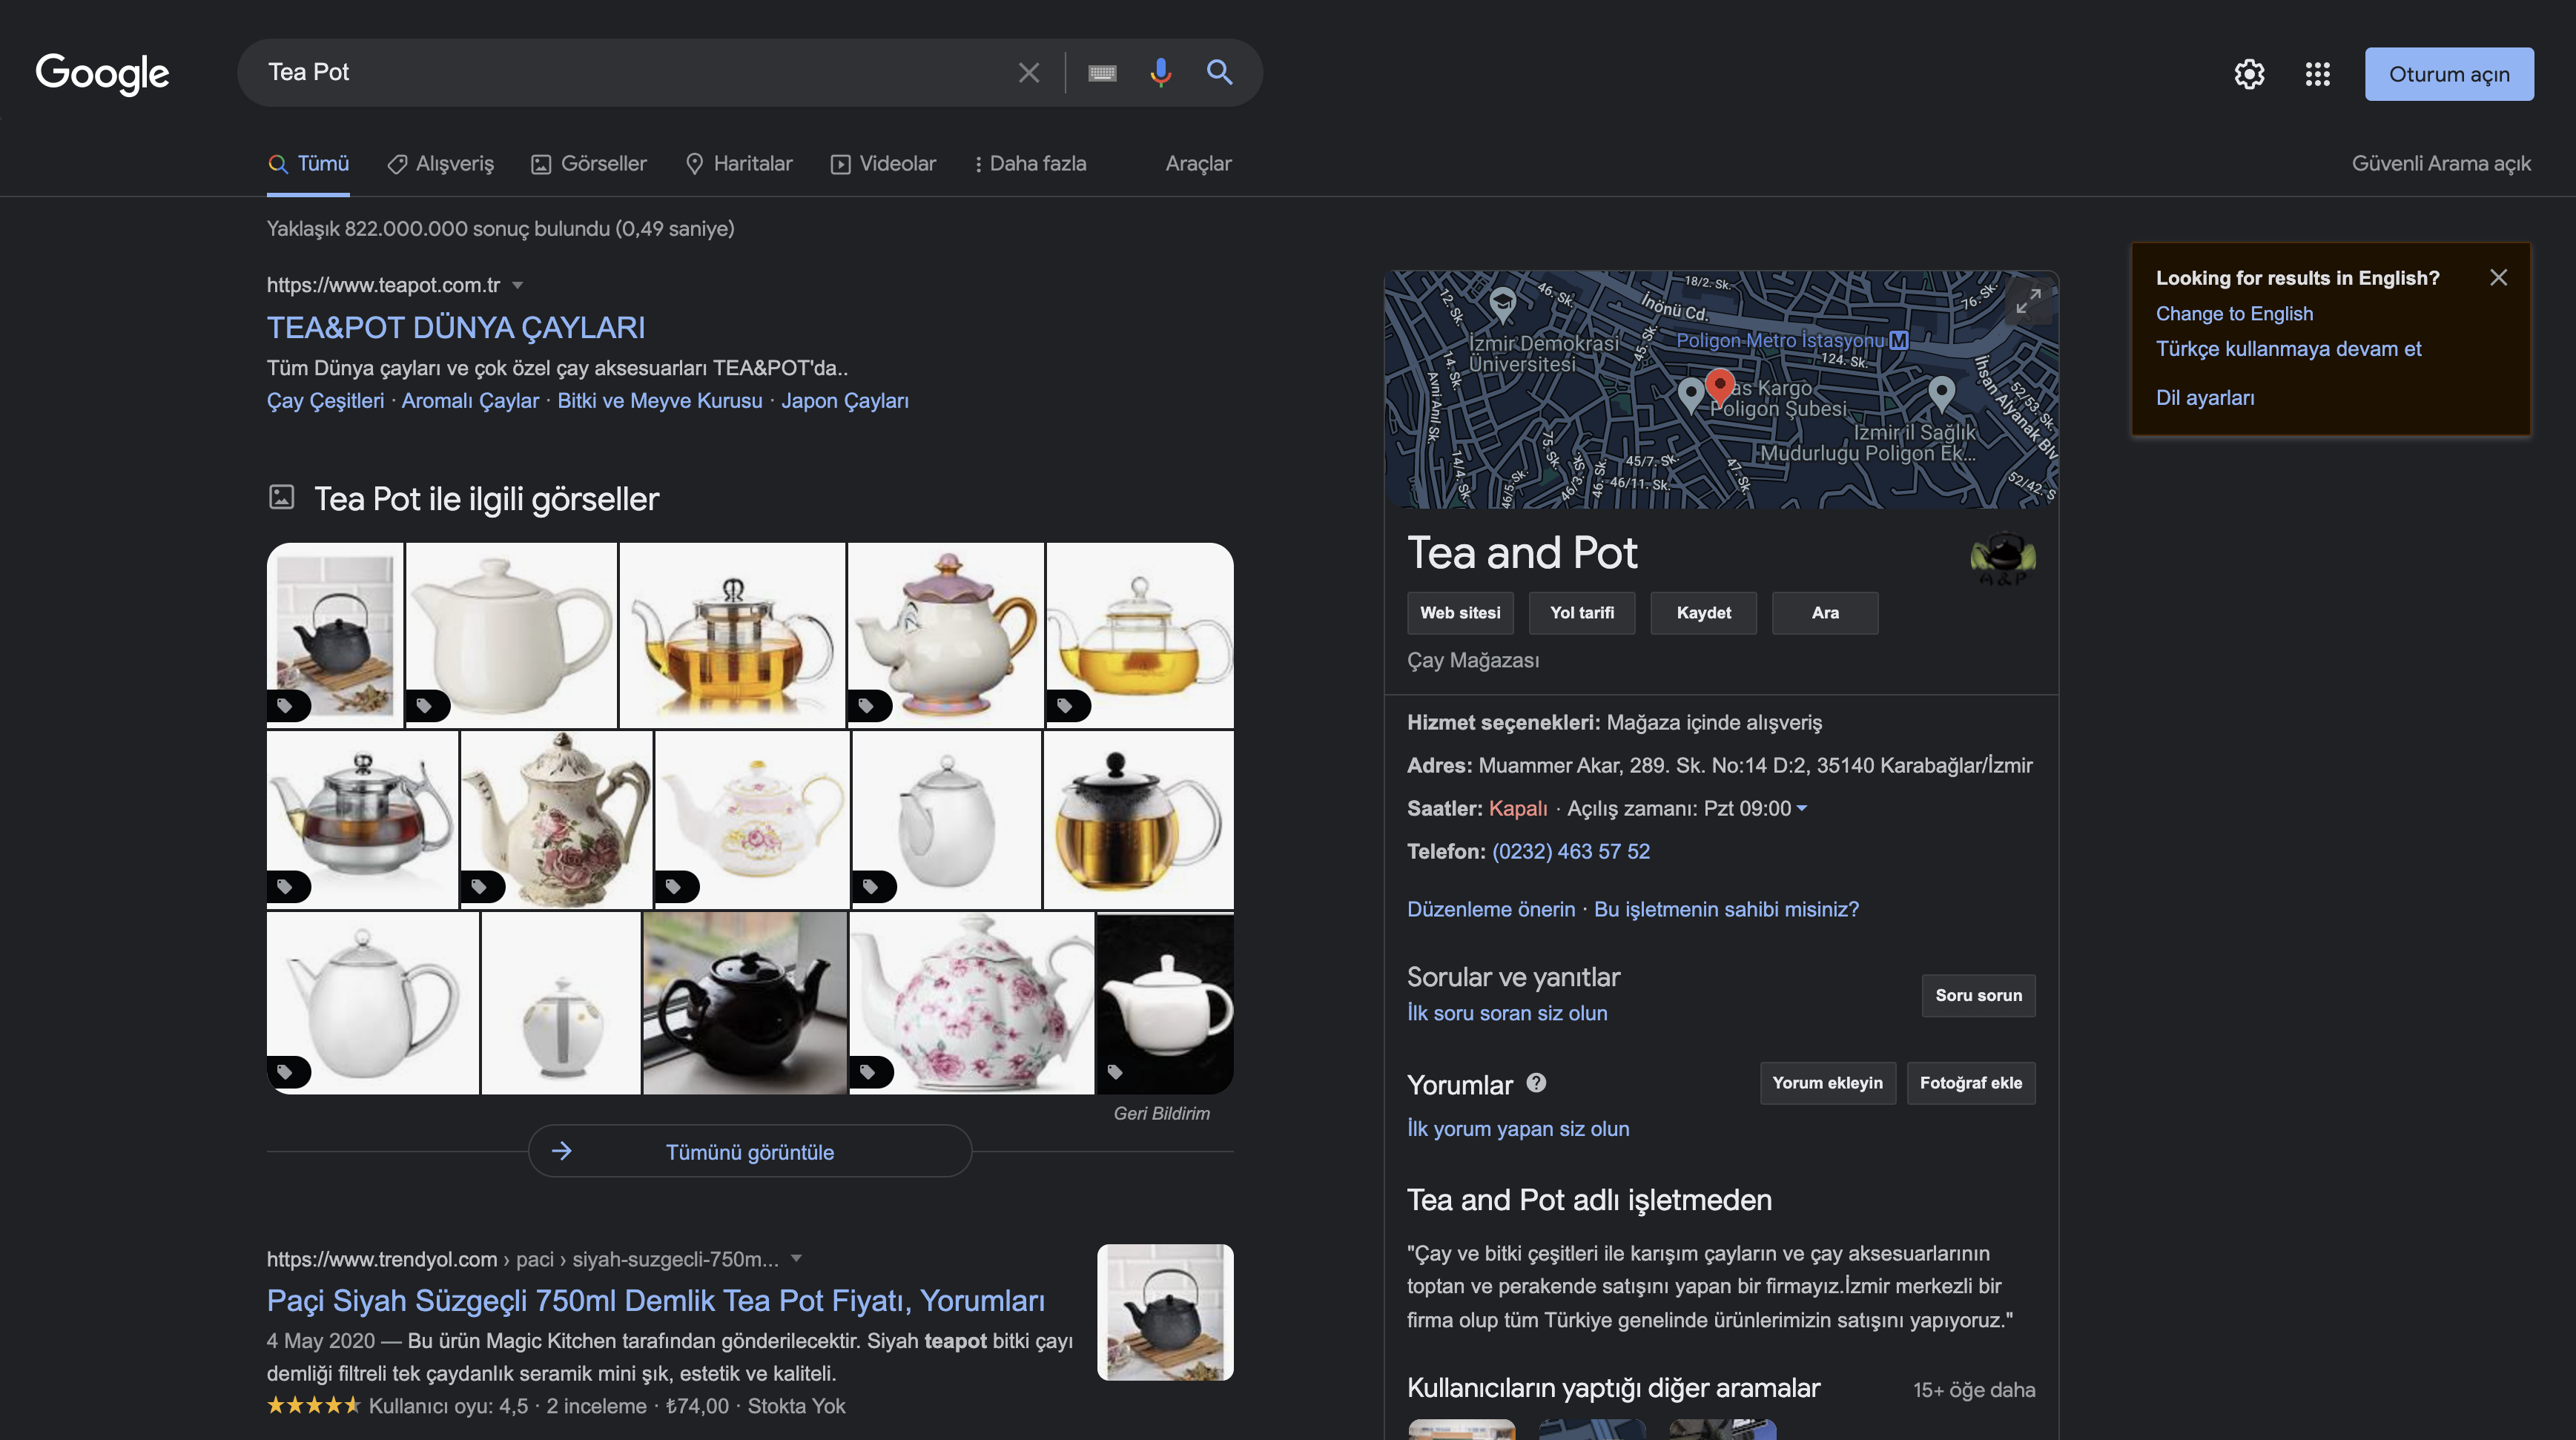 Google
Tea Pot
Oturum açın
Tümü
Alışveriş
Görseller
Haritalar
Videolar
Daha fazla
Araçlar
Güvenli Arama açık
Yaklaşık 822.000.000 sonuç bulundu (0,49 saniye)
https://www.teapot.com.tr
TEA&POT DÜNYA ÇAYLARI
Tüm Dünya çayları ve çok özel çay aksesuarları TEA&POT'da..
Çay Çeşitleri · Aromalı Çaylar · Bitki ve Meyve Kurusu · Japon Çayları
Tea Pot ile ilgili görseller
Geri Bildirim
Tümünü görüntüle
https://www.trendyol.com › paci › siyah-suzgecli-750m...
Paçi Siyah Süzgeçli 750ml Demlik Tea Pot Fiyatı, Yorumları
4 May 2020 — Bu ürün Magic Kitchen tarafından gönderilecektir. Siyah teapot bitki çayı
demliği filtreli tek çaydanlık seramik mini şık, estetik ve kaliteli.
Kullanıcı oyu: 4,5 · 2 inceleme · ₺74,00 · Stokta Yok
12. Sk.
46. Sk.
18/2. Sk.
76. Sk.
İnönü Cd.
İzmir Demokrasi
Üniversitesi
45. Sk.
Poligon Metro İstasyonu M
124. Sk.
14. Sk.
Avni Anıl Sk.
as Kargo
Poligon Şubesi
İhsan Alyanak Blv
52/53. Sk.
Izmir il Sağlık
Mudurlugu Poligon Ek...
75. Sk.
14/4. Sk.
46/5. Sk.
46/3. Sk.
46. Sk.
45/7. Sk.
46/11. Sk.
47. Sk.
52/42. S
Tea and Pot
A&P
Web sitesi
Yol tarifi
Kaydet
Ara
Çay Mağazası
Hizmet seçenekleri: Mağaza içinde alışveriş
Adres: Muammer Akar, 289. Sk. No:14 D:2, 35140 Karabağlar/İzmir
Saatler: Kapalı · Açılış zamanı: Pzt 09:00
Telefon: (0232) 463 57 52
Düzenleme önerin · Bu işletmenin sahibi misiniz?
Sorular ve yanıtlar
Soru sorun
İlk soru soran siz olun
Yorumlar
Yorum ekleyin
Fotoğraf ekle
İlk yorum yapan siz olun
Tea and Pot adlı işletmeden
"Çay ve bitki çeşitleri ile karışım çayların ve çay aksesuarlarının
toptan ve perakende satışını yapan bir firmayız.İzmir merkezli bir
firma olup tüm Türkiye genelinde ürünlerimizin satışını yapıyoruz."
Kullanıcıların yaptığı diğer aramalar
15+ öğe daha
Looking for results in English?
Change to English
Türkçe kullanmaya devam et
Dil ayarları